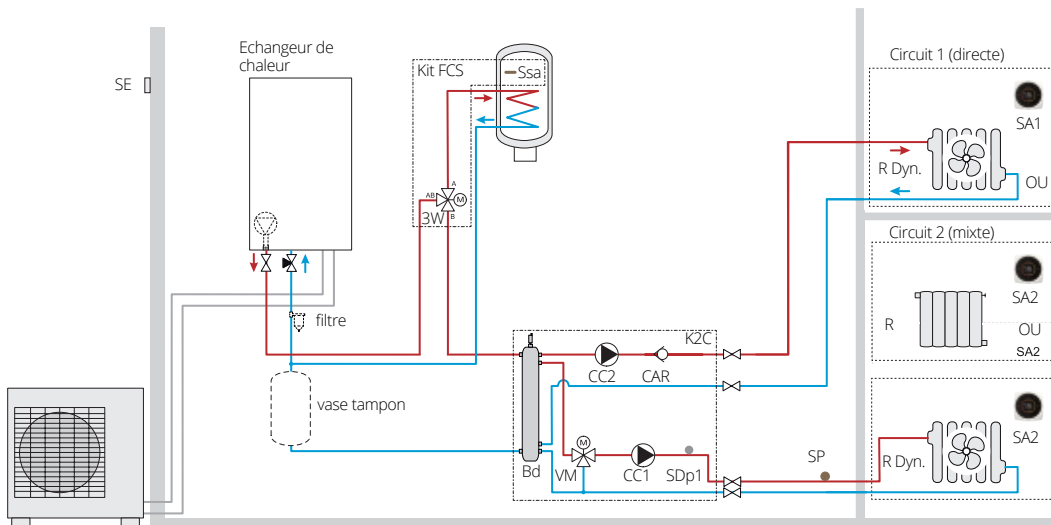 Echangeur de
chaleur
SE
Kit FCS
Ssa
A
AB
M
B
3W
filtre
vase tampon
K2C
CC2
CAR
Bd
M
VM
CC1
SDp1
SP
Circuit 1 (directe)
SA1
R Dyn.
OU
Circuit 2 (mixte)
SA2
R
OU
SA2
SA2
R Dyn.